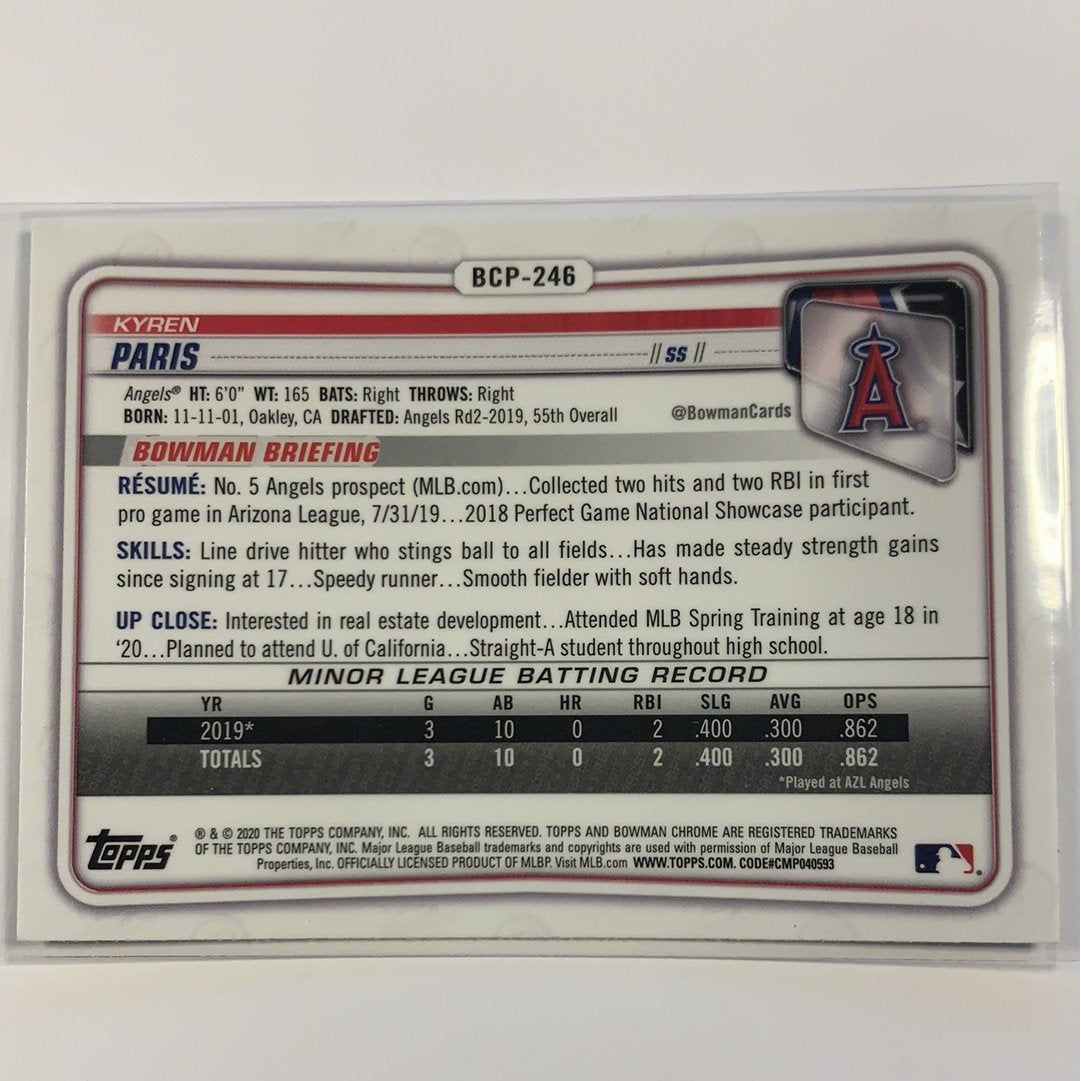 BCP-246
KYREN
PARIS // SS //
Angels® HT: 6'0" WT: 165 BATS: Right THROWS: Right
BORN: 11-11-01, Oakley, CA DRAFTED: Angels Rd2-2019, 55th Overall
@BowmanCards
A
BOWMAN BRIEFING
RÉSUMÉ: No. 5 Angels prospect (MLB.com)...Collected two hits and two RBI in first
pro game in Arizona League, 7/31/19...2018 Perfect Game National Showcase participant.
SKILLS: Line drive hitter who stings ball to all fields...Has made steady strength gains
since signing at 17...Speedy runner...Smooth fielder with soft hands.
UP CLOSE: Interested in real estate development...Attended MLB Spring Training at age 18 in
‘20...Planned to attend U. of California...Straight-A student throughout high school.
MINOR LEAGUE BATTING RECORD
YR G AB HR RBI SLG AVG OPS
2019* 3 10 0 2 .400 .300 .862
TOTALS 3 10 0 2 .400 .300 .862
*Played at AZL Angels
Topps®
® & © 2020 THE TOPPS COMPANY, INC. ALL RIGHTS RESERVED. TOPPS AND BOWMAN CHROME ARE REGISTERED TRADEMARKS
OF THE TOPPS COMPANY, INC. Major League Baseball trademarks and copyrights are used with permission of Major League Baseball
Properties, Inc. OFFICIALLY LICENSED PRODUCT OF MLBP. Visit MLB.com WWW.TOPPS.COM. CODE#CMP040593